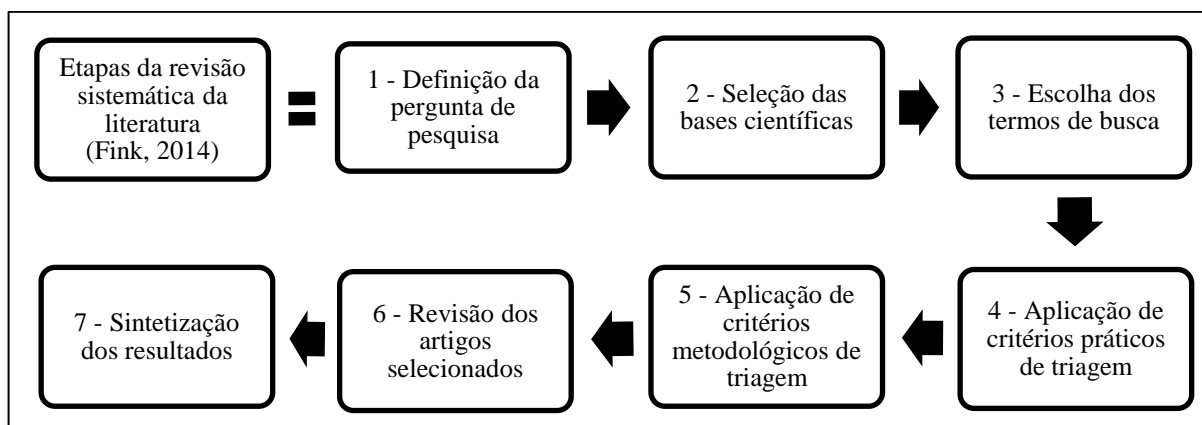 Etapas da revisão
sistemática da
literatura
(Fink, 2014)
=
1 - Definição da
pergunta de
pesquisa
2 - Seleção das
bases científicas
3 - Escolha dos
termos de busca
4 - Aplicação de
critérios práticos
de triagem
5 - Aplicação de
critérios
metodológicos de
triagem
6 - Revisão dos
artigos
selecionados
7 - Sintetização
dos resultados